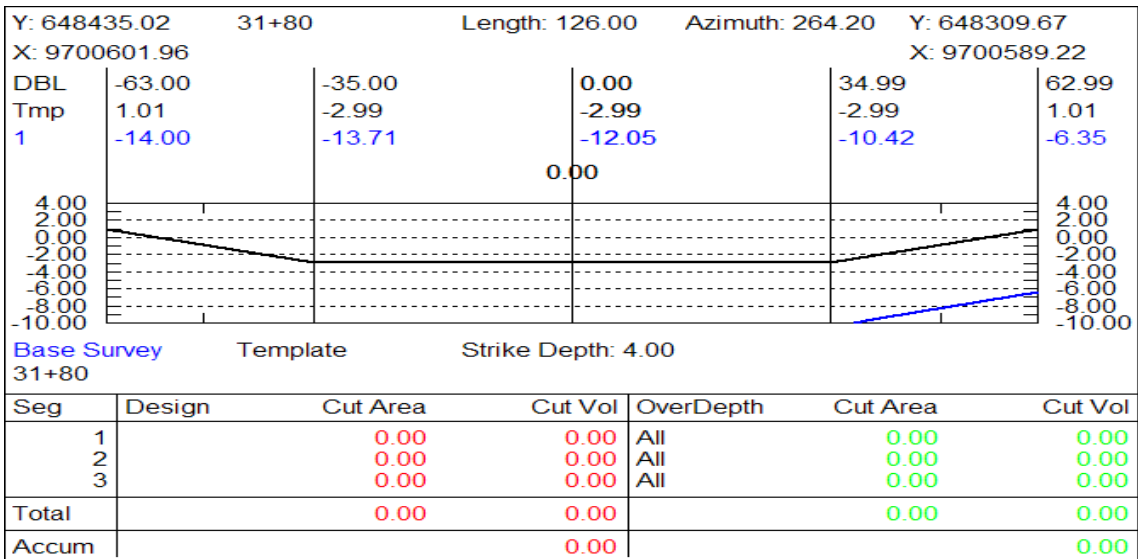 Y: 648435.02 31+80 Length: 126.00 Azimuth: 264.20 Y: 648309.67
X: 9700601.96 X: 9700589.22
DBL -63.00 -35.00 0.00 34.99 62.99
Tmp 1.01 -2.99 -2.99 -2.99 1.01
1 -14.00 -13.71 -12.05 -10.42 -6.35
0.00
4.00 4.00
2.00 2.00
0.00 0.00
-2.00 -2.00
-4.00 -4.00
-6.00 -6.00
-8.00 -8.00
-10.00 -10.00
Base Survey Template Strike Depth: 4.00
31+80
Seg Design Cut Area Cut Vol OverDepth Cut Area Cut Vol
1 0.00 0.00 All 0.00 0.00
2 0.00 0.00 All 0.00 0.00
3 0.00 0.00 All 0.00 0.00
Total 0.00 0.00 0.00 0.00
Accum 0.00 0.00